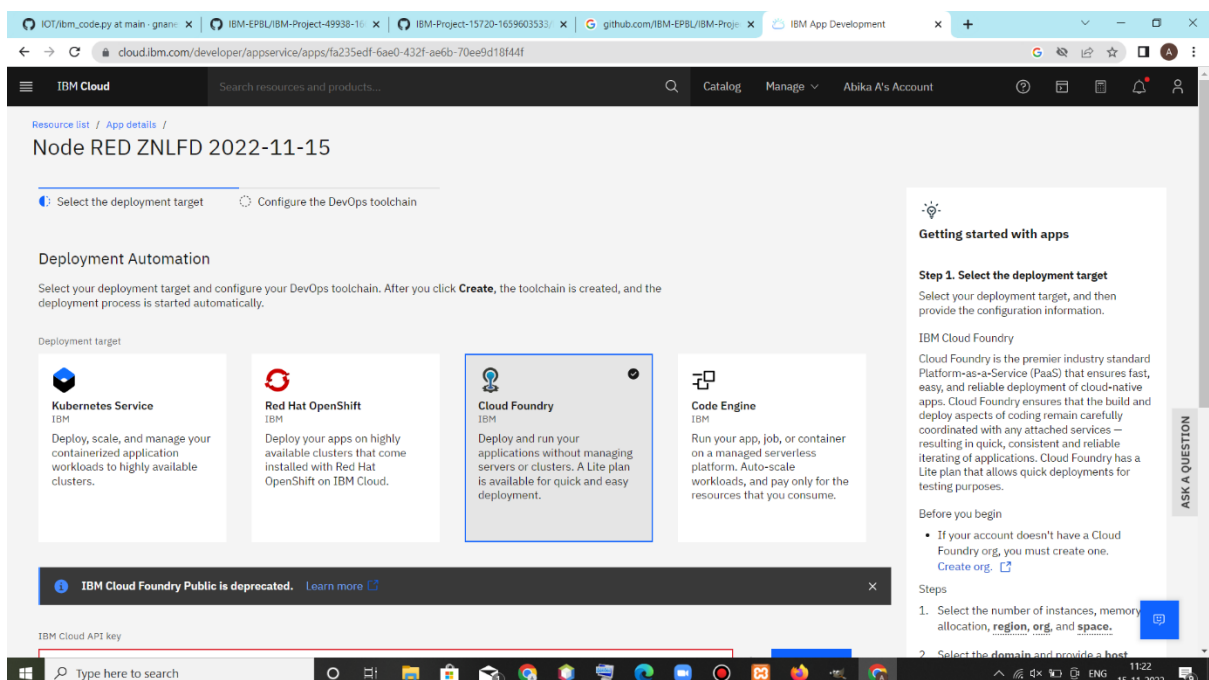 IOT/ibm_code.py at main · gnane
IBM-EPBL/IBM-Project-49938-16
IBM-Project-15720-1659603533/
github.com/IBM-EPBL/IBM-Proje
IBM App Development
cloud.ibm.com/developer/appservice/apps/fa235edf-6ae0-432f-ae6b-70ee9d18f44f
A
IBM Cloud
Search resources and products...
Catalog
Manage
Abika A's Account
Resource list / App details /
Node RED ZNLFD 2022-11-15
Select the deployment target
Configure the DevOps toolchain
Deployment Automation
Select your deployment target and configure your DevOps toolchain. After you click Create, the toolchain is created, and the
deployment process is started automatically.
Deployment target
Kubernetes Service
IBM
Deploy, scale, and manage your
containerized application
workloads to highly available
clusters.
Red Hat OpenShift
IBM
Deploy your apps on highly
available clusters that come
installed with Red Hat
OpenShift on IBM Cloud.
Cloud Foundry
IBM
Deploy and run your
applications without managing
servers or clusters. A Lite plan
is available for quick and easy
deployment.
Code Engine
IBM
Run your app, job, or container
on a managed serverless
platform. Auto-scale
workloads, and pay only for the
resources that you consume.
IBM Cloud Foundry Public is deprecated. Learn more
IBM Cloud API key
Getting started with apps
Step 1. Select the deployment target
Select your deployment target, and then
provide the configuration information.
IBM Cloud Foundry
Cloud Foundry is the premier industry standard
Platform-as-a-Service (PaaS) that ensures fast,
easy, and reliable deployment of cloud-native
apps. Cloud Foundry ensures that the build and
deploy aspects of coding remain carefully
coordinated with any attached services —
resulting in quick, consistent and reliable
iterating of applications. Cloud Foundry has a
Lite plan that allows quick deployments for
testing purposes.
Before you begin
• If your account doesn't have a Cloud
Foundry org, you must create one.
Create org.
Steps
1. Select the number of instances, memory
allocation, region, org, and space.
2. Select the domain and provide a host
ASK A QUESTION
Type here to search
ENG
11:22
15-11-2022